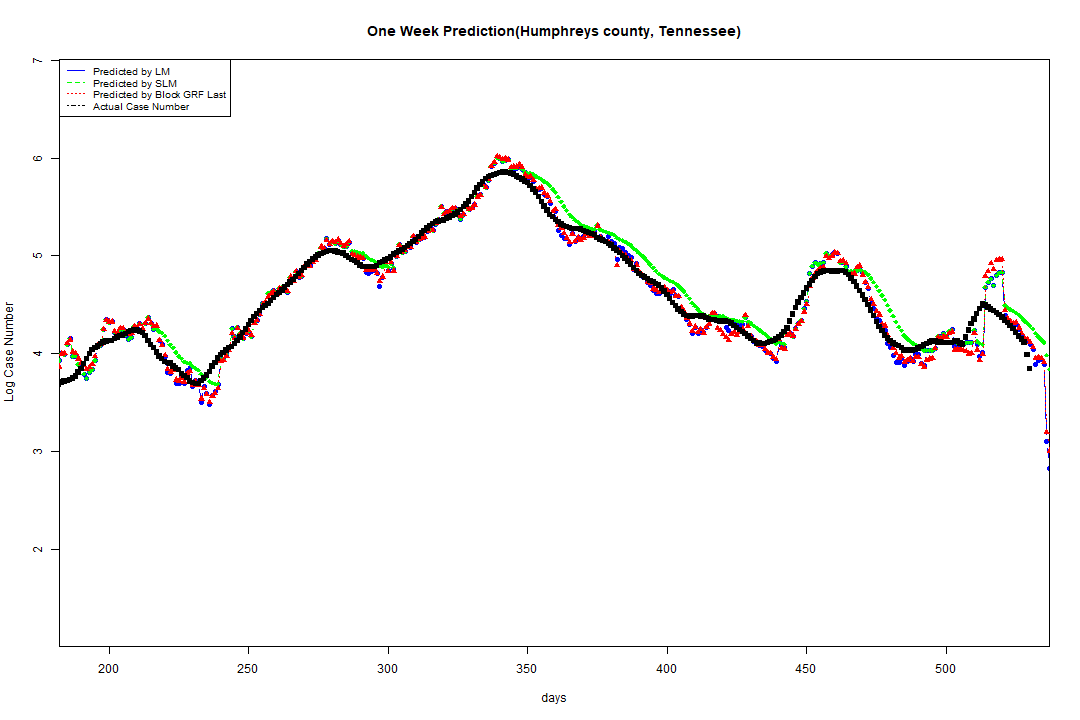 One Week Prediction(Humphreys county, Tennessee)
Predicted by LM
Predicted by SLM
Predicted by Block GRF Last
Actual Case Number
7
6
5
4
3
2
Log Case Number
200 250 300 350 400 450 500
days